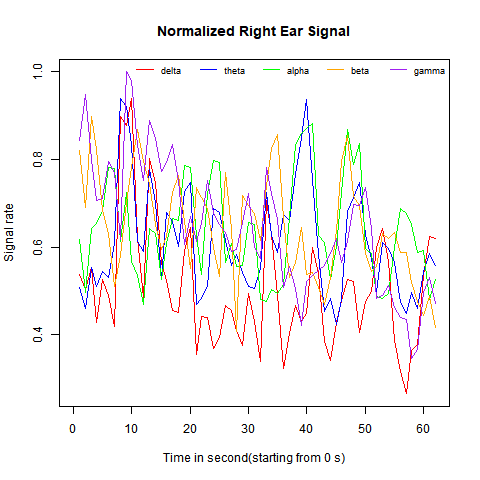 Normalized Right Ear Signal
delta theta alpha beta gamma
Signal rate
1.0
0.8
0.6
0.4
0 10 20 30 40 50 60
Time in second(starting from 0 s)